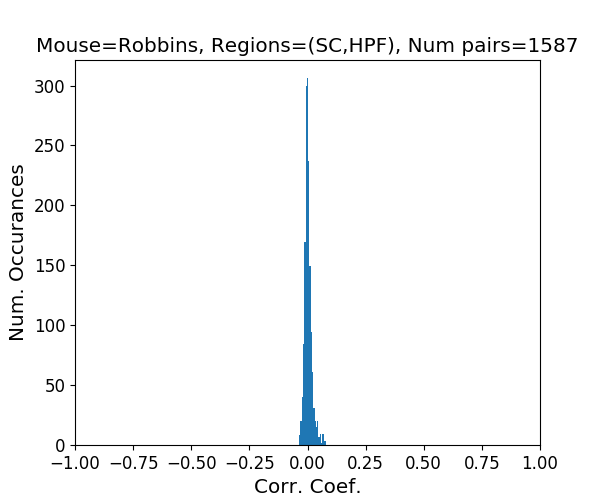 Mouse=Robbins, Regions=(SC,HPF), Num pairs=1587
300
250
200
150
100
50
0
Num. Occurances
−1.00 −0.75 −0.50 −0.25 0.00 0.25 0.50 0.75 1.00
Corr. Coef.